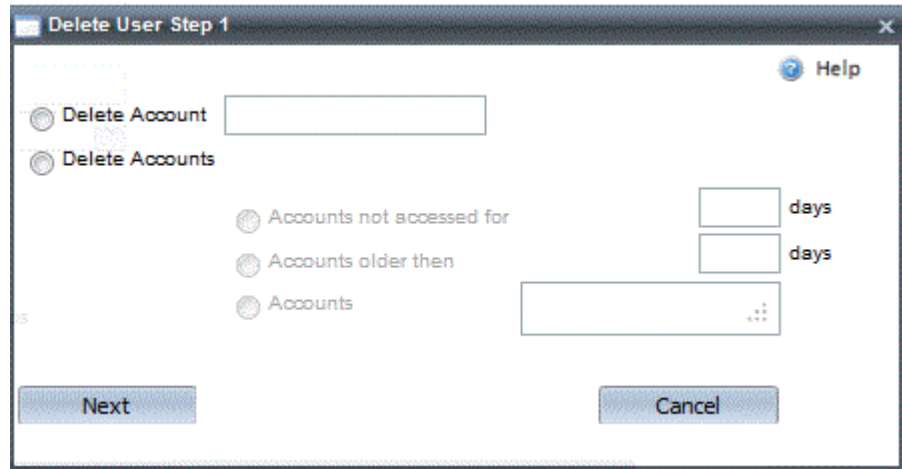 Delete User Step 1
Help
Delete Account
Delete Accounts
Accounts not accessed for days
Accounts older then days
Accounts
Next Cancel